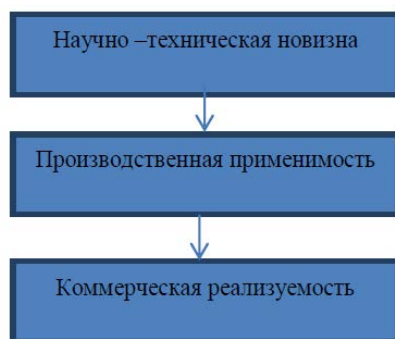 Научно –техническая новизна
Производственная применимость
Коммерческая реализуемость